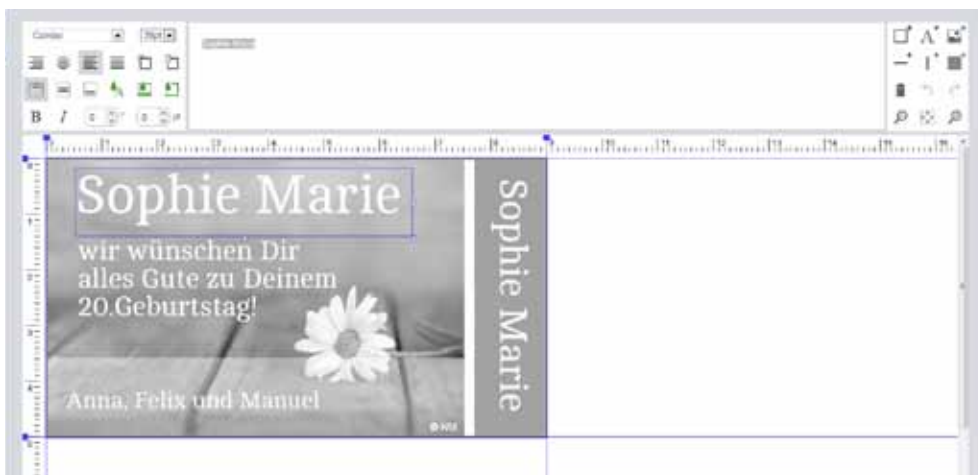 Sophie Marie
wir wünschen Dir
alles Gute zu Deinem
20.Geburtstag!
Anna, Felix und Manuel
Sophie Marie